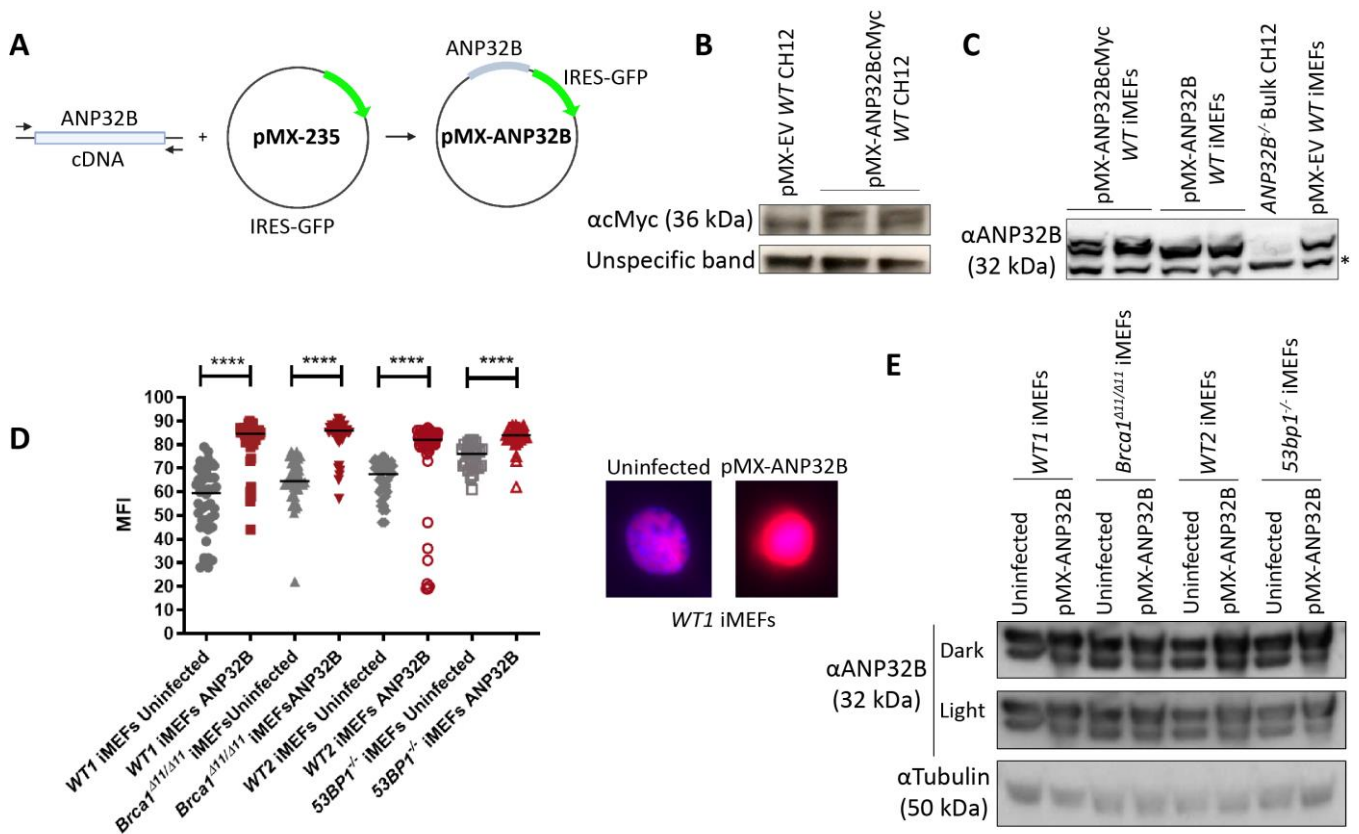 A
ANP32B
cDNA
+
pMX-235
IRES-GFP
ANP32B
IRES-GFP
pMX-ANP32B
B
pMX-EV WT CH12
pMX-ANP32BcMyc
WT CH12
αcMyc (36 kDa)
Unspecific band
C
pMX-ANP32BcMyc
WT iMEFs
pMX-ANP32B
WT iMEFs
ANP32B-/- Bulk CH12
pMX-EV WT iMEFs
αANP32B
(32 kDa)
*
D
**** **** **** ****
MFI
100
90
80
70
60
50
40
30
20
10
0
WT1 iMEFs Uninfected
WT1 iMEFs ANP32B
Brca1Δ11/Δ11 iMEFsUninfected
Brca1Δ11/Δ11 iMEFsANP32B
WT2 iMEFs Uninfected
WT2 iMEFs ANP32B
53BP1-/- iMEFs Uninfected
53BP1-/- iMEFs ANP32B
Uninfected pMX-ANP32B
WT1 iMEFs
E
WT1 iMEFs
Brca1Δ11/Δ11 iMEFs
WT2 iMEFs
53bp1-/- iMEFs
Uninfected
pMX-ANP32B
Uninfected
pMX-ANP32B
Uninfected
pMX-ANP32B
Uninfected
pMX-ANP32B
αANP32B
(32 kDa)
Dark
Light
αTubulin
(50 kDa)